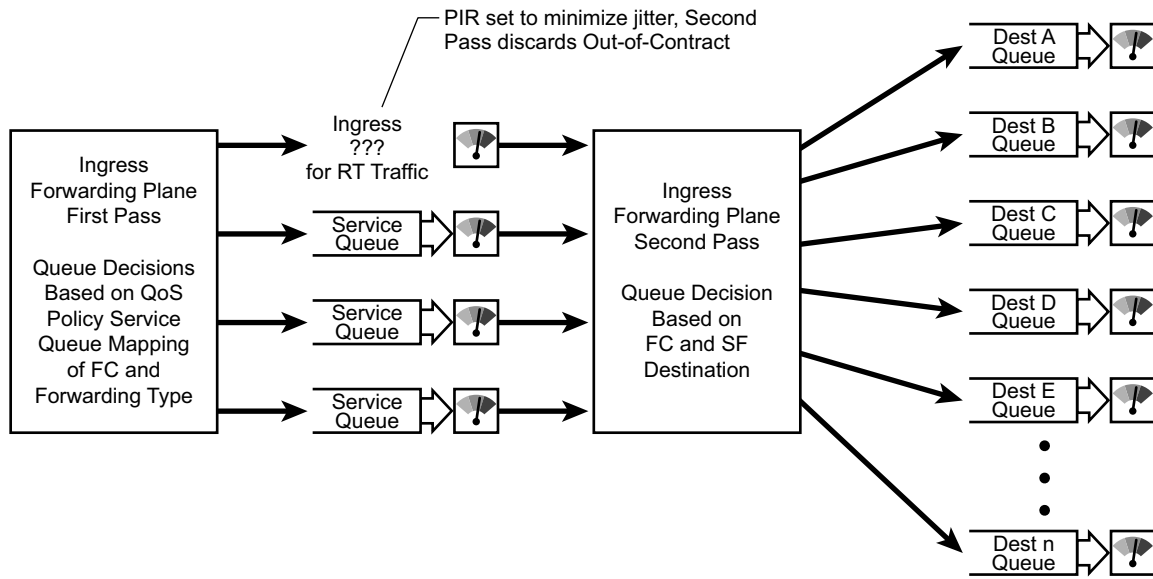 PIR set to minimize jitter, Second
Pass discards Out-of-Contract
Ingress
Forwarding Plane
First Pass
Queue Decisions
Based on QoS
Policy Service
Queue Mapping
of FC and
Forwarding Type
Ingress
???
for RT Traffic
Service
Queue
Service
Queue
Service
Queue
Ingress
Forwarding Plane
Second Pass
Queue Decision
Based on
FC and SF
Destination
Dest A
Queue
Dest B
Queue
Dest C
Queue
Dest D
Queue
Dest E
Queue
Dest n
Queue